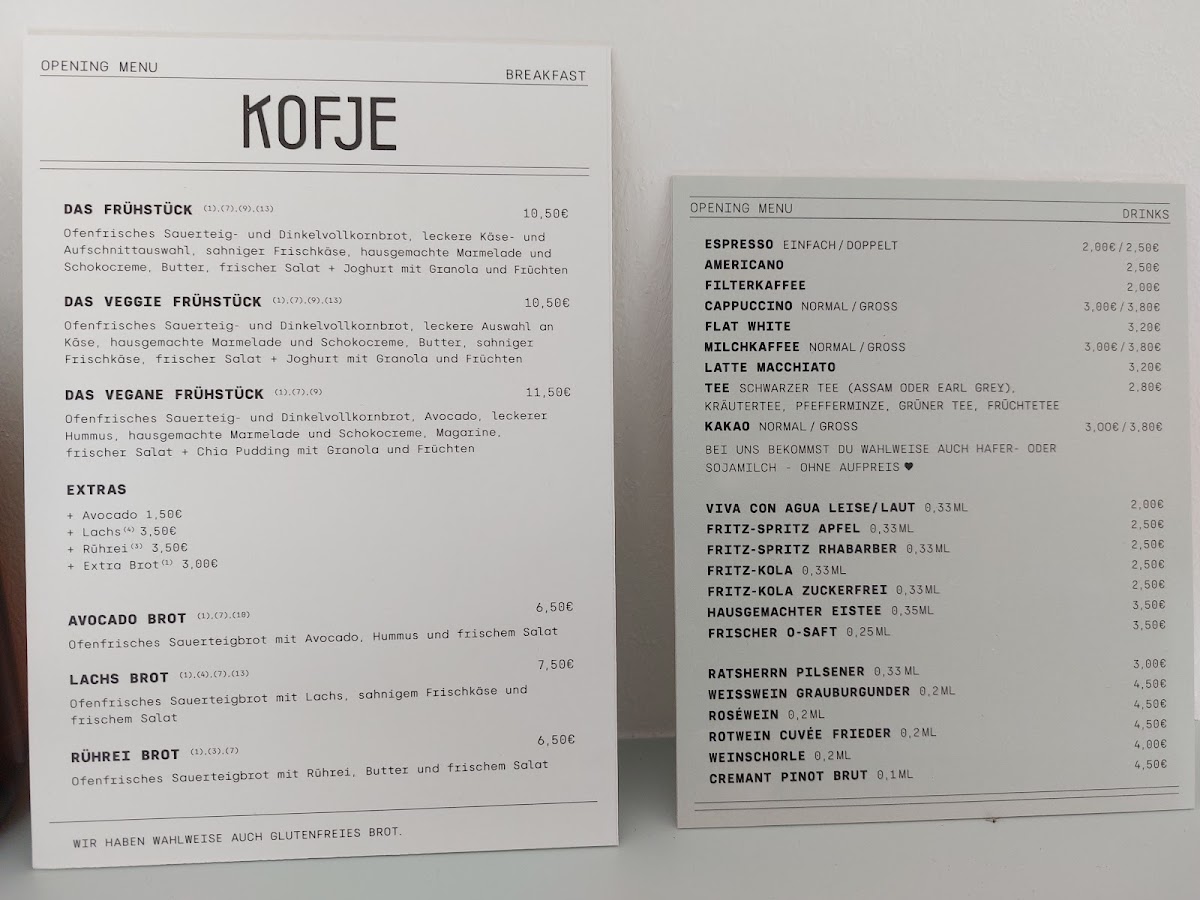 OPENING MENU BREAKFAST
KOFJE
DAS FRÜHSTÜCK (1),(7),(9),(13) 10,50€
Ofenfrisches Sauerteig- und Dinkelvollkornbrot, leckere Käse- und
Aufschnittauswahl, sahniger Frischkäse, hausgemachte Marmelade und
Schokocreme, Butter, frischer Salat + Joghurt mit Granola und Früchten
DAS VEGGIE FRÜHSTÜCK (1),(7),(9),(13) 10,50€
Ofenfrisches Sauerteig- und Dinkelvollkornbrot, leckere Auswahl an
Käse, hausgemachte Marmelade und Schokocreme, Butter, sahniger
Frischkäse, frischer Salat + Joghurt mit Granola und Früchten
DAS VEGANE FRÜHSTÜCK (1),(7),(9) 11,50€
Ofenfrisches Sauerteig- und Dinkelvollkornbrot, Avocado, leckerer
Hummus, hausgemachte Marmelade und Schokocreme, Magarine,
frischer Salat + Chia Pudding mit Granola und Früchten
EXTRAS
+ Avocado 1,50€
+ Lachs(4) 3,50€
+ Rührei(3) 3,50€
+ Extra Brot(1) 3,00€
AVOCADO BROT (1),(7),(10) 6,50€
Ofenfrisches Sauerteigbrot mit Avocado, Hummus und frischem Salat
LACHS BROT (1),(4),(7),(13) 7,50€
Ofenfrisches Sauerteigbrot mit Lachs, sahnigem Frischkäse und
frischem Salat
RÜHREI BROT (1),(3),(7) 6,50€
Ofenfrisches Sauerteigbrot mit Rührei, Butter und frischem Salat
WIR HABEN WAHLWEISE AUCH GLUTENFREIES BROT.
OPENING MENU DRINKS
ESPRESSO EINFACH/DOPPELT 2,00€/2,50€
AMERICANO 2,50€
FILTERKAFFEE 2,00€
CAPPUCCINO NORMAL/GROSS 3,00€/3,80€
FLAT WHITE 3,20€
MILCHKAFFEE NORMAL/GROSS 3,00€/3,80€
LATTE MACCHIATO 3,20€
TEE SCHWARZER TEE (ASSAM ODER EARL GREY), 2,80€
KRÄUTERTEE, PFEFFERMINZE, GRÜNER TEE, FRÜCHTETEE
KAKAO NORMAL/GROSS 3,00€/3,80€
BEI UNS BEKOMMST DU WAHLWEISE AUCH HAFER- ODER
SOJAMILCH - OHNE AUFPREIS ♥
VIVA CON AGUA LEISE/LAUT 0,33ML 2,00€
FRITZ-SPRITZ APFEL 0,33ML 2,50€
FRITZ-SPRITZ RHABARBER 0,33ML 2,50€
FRITZ-KOLA 0,33ML 2,50€
FRITZ-KOLA ZUCKERFREI 0,33ML 2,50€
HAUSGEMACHTER EISTEE 0,35ML 3,50€
FRISCHER O-SAFT 0,25ML 3,50€
RATSHERRN PILSENER 0,33ML 3,00€
WEISSWEIN GRAUBURGUNDER 0,2ML 4,50€
ROSÉWEIN 0,2ML 4,50€
ROTWEIN CUVÉE FRIEDER 0,2ML 4,50€
WEINSCHORLE 0,2ML 4,00€
CREMANT PINOT BRUT 0,1ML 4,50€